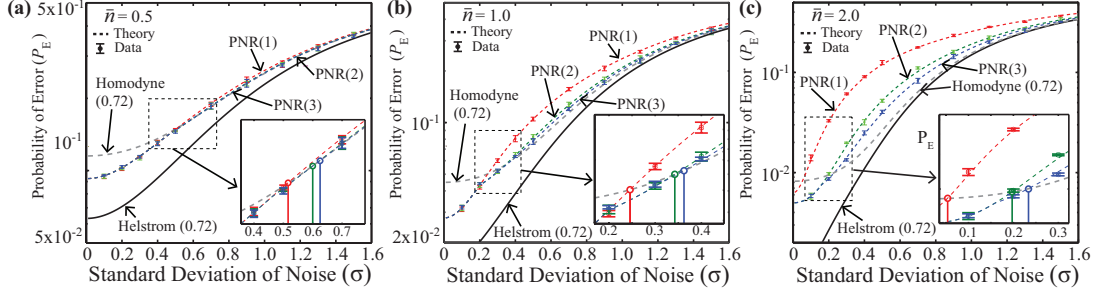 (a)
n̄ = 0.5
Theory
Data
PNR(1)
PNR(2)
PNR(3)
Homodyne
(0.72)
Helstrom (0.72)
Probability of Error (P_E)
5x10⁻¹
10⁻¹
5x10⁻²
0.4 0.5 0.6 0.7
0 0.2 0.4 0.6 0.8 1.0 1.2 1.4 1.6
Standard Deviation of Noise (σ)
(b)
n̄ = 1.0
Theory
Data
PNR(1)
PNR(2)
PNR(3)
Homodyne
(0.72)
Helstrom (0.72)
Probability of Error (P_E)
4x10⁻¹
10⁻¹
2x10⁻²
0.2 0.3 0.4
0 0.2 0.4 0.6 0.8 1.0 1.2 1.4 1.6
Standard Deviation of Noise (σ)
(c)
n̄ = 2.0
Theory
Data
PNR(1)
PNR(2)
PNR(3)
Homodyne (0.72)
Helstrom (0.72)
P_E
Probability of Error (P_E)
4x10⁻¹
10⁻¹
10⁻²
0.1 0.2 0.3
0 0.2 0.4 0.6 0.8 1.0 1.2 1.4 1.6
Standard Deviation of Noise (σ)